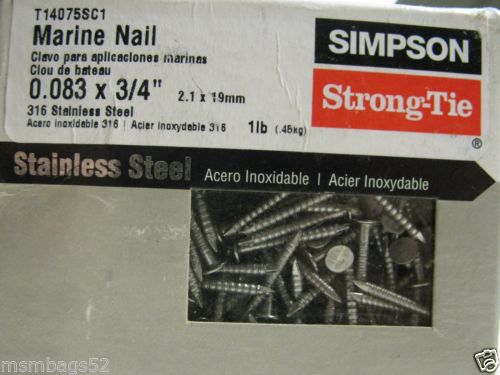 T14075SC1
Marine Nail
Clavo para aplicaciones marinas
Clou de bateau
0.083 x 3/4" 2.1 x 19mm
316 Stainless Steel
Acero inoxidable 316 | Acier inoxydable 316 1lb (.45kg)
SIMPSON
Strong-Tie
®
Stainless Steel Acero Inoxidable | Acier Inoxydable
msmbags52